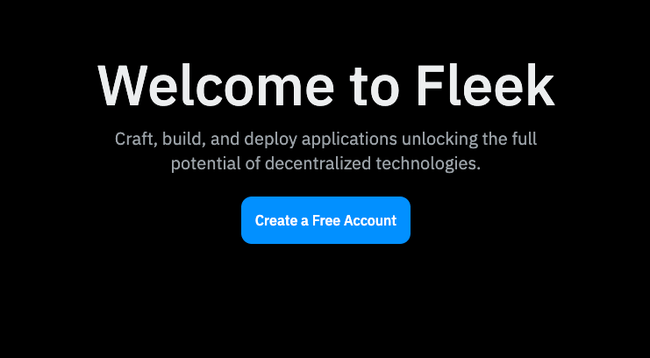 Welcome to Fleek
Craft, build, and deploy applications unlocking the full
potential of decentralized technologies.
Create a Free Account